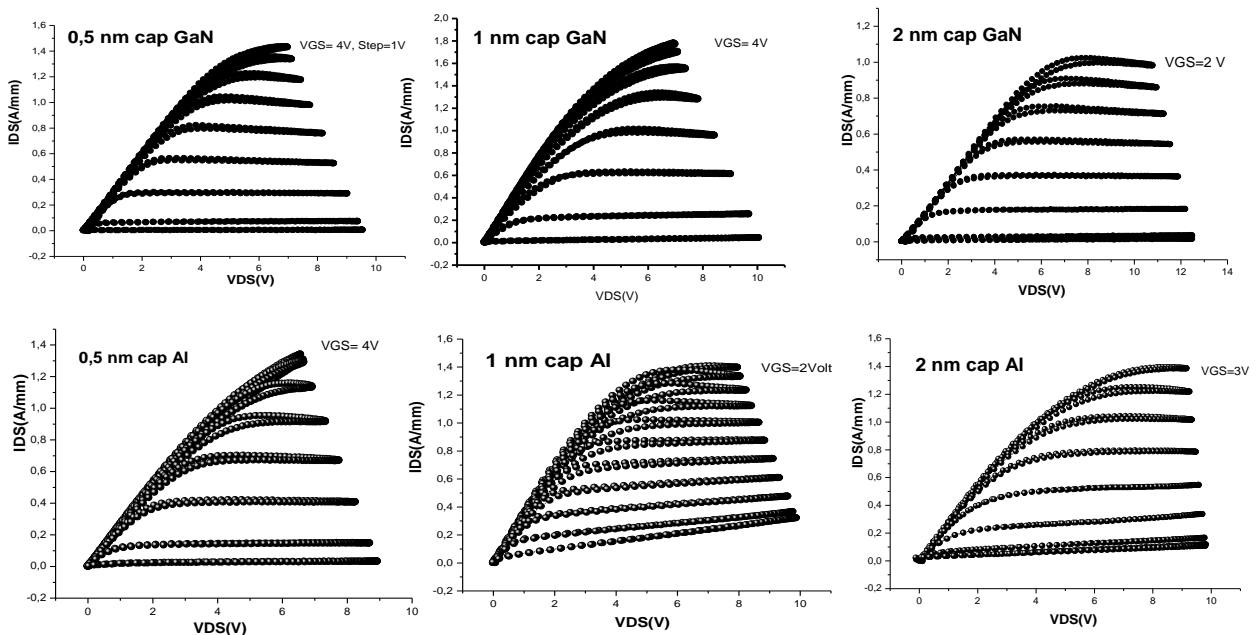 0,5 nm cap GaN
VGS= 4V, Step=1V
IDS(A/mm)
1,6
1,4
1,2
1,0
0,8
0,6
0,4
0,2
0,0
-0,2
0 2 4 6 8 10
VDS(V)
1 nm cap GaN
VGS= 4V
IDS(A/mm)
2,0
1,8
1,6
1,4
1,2
1,0
0,8
0,6
0,4
0,2
0,0
-0,2
0 2 4 6 8 10
VDS(V)
2 nm cap GaN
VGS=2 V
IDS(A/mm)
1,2
1,0
0,8
0,6
0,4
0,2
0,0
0 2 4 6 8 10 12 14
VDS(V)
0,5 nm cap Al
VGS= 4V
IDS(A/mm)
1,4
1,2
1,0
0,8
0,6
0,4
0,2
0,0
-0,2
0 2 4 6 8 10
VDS(V)
1 nm cap Al
VGS=2Volt
IDS(A/mm)
1,6
1,4
1,2
1,0
0,8
0,6
0,4
0,2
0,0
-0,2
0 2 4 6 8 10
VDS(V)
2 nm cap Al
VGS=3V
IDS(A/mm)
1,6
1,4
1,2
1,0
0,8
0,6
0,4
0,2
0,0
-0,2
0 2 4 6 8 10
VDS(V)